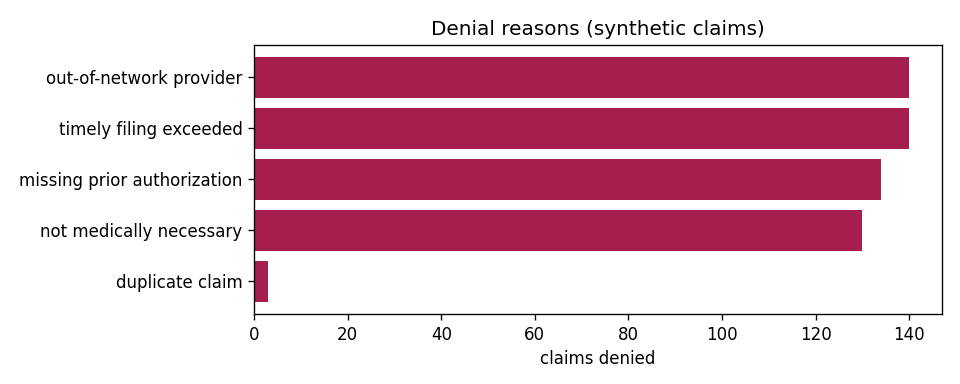 Denial reasons (synthetic claims)
out-of-network provider
timely filing exceeded
missing prior authorization
not medically necessary
duplicate claim
0 20 40 60 80 100 120 140
claims denied